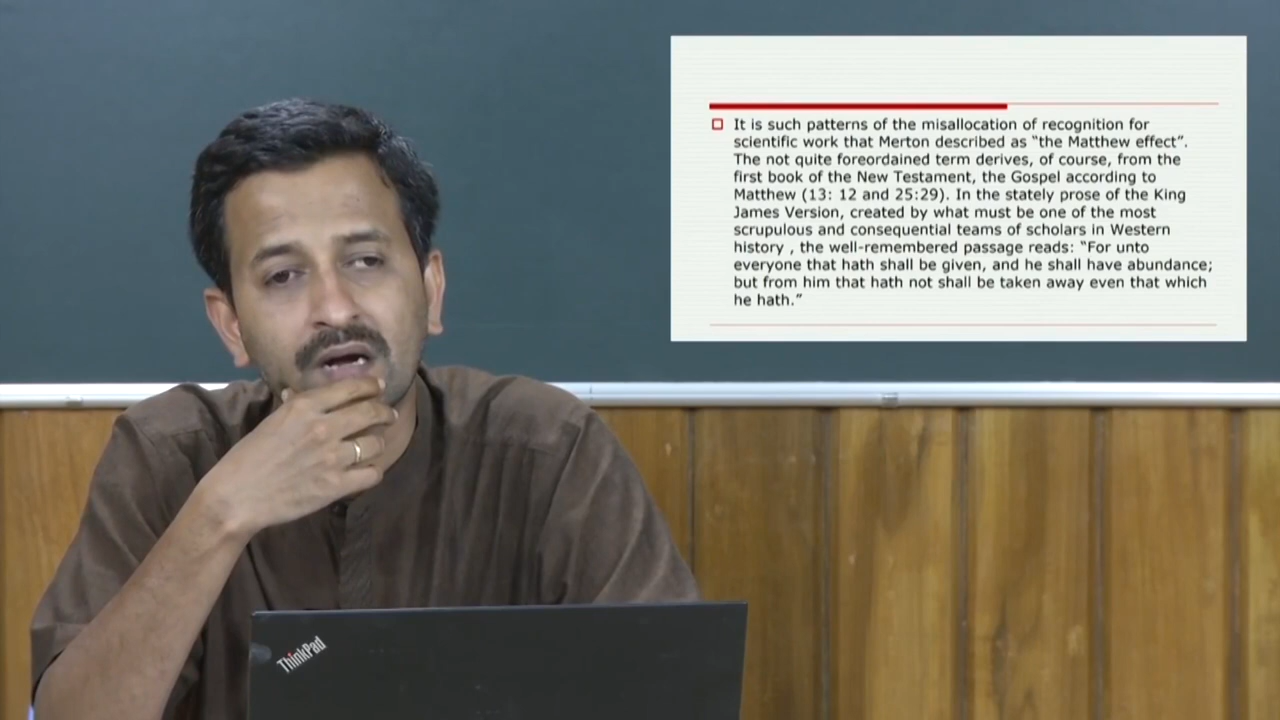 It is such patterns of the misallocation of recognition for
scientific work that Merton described as “the Matthew effect”.
The not quite foreordained term derives, of course, from the
first book of the New Testament, the Gospel according to
Matthew (13: 12 and 25:29). In the stately prose of the King
James Version, created by what must be one of the most
scrupulous and consequential teams of scholars in Western
history , the well-remembered passage reads: “For unto
everyone that hath shall be given, and he shall have abundance;
but from him that hath not shall be taken away even that which
he hath.”
ThinkPad